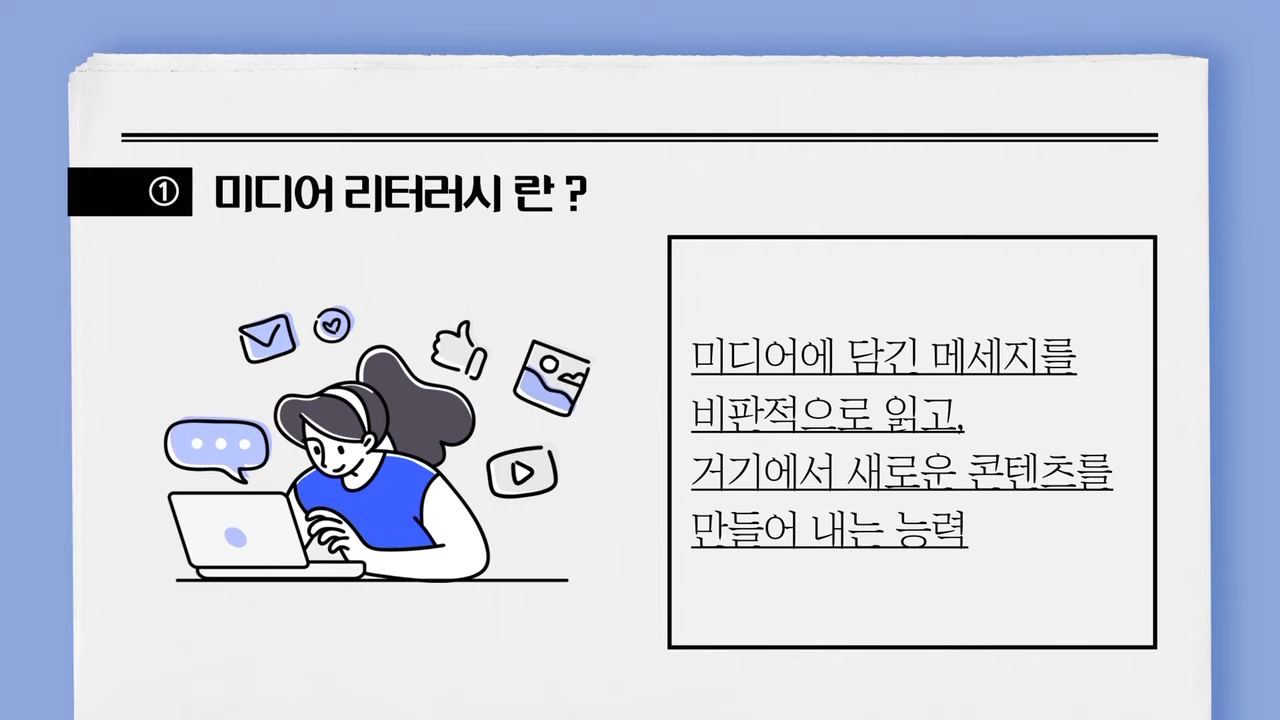 ① 미디어 리터러시 란 ?
미디어에 담긴 메세지를
비판적으로 읽고,
거기에서 새로운 콘텐츠를
만들어 내는 능력